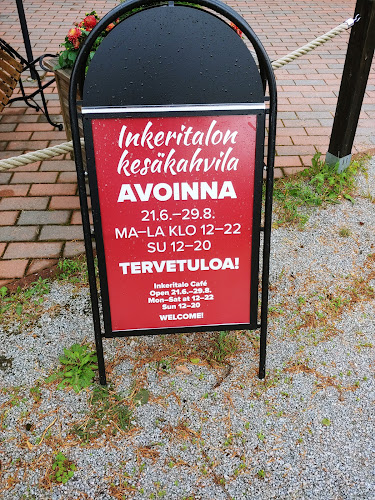 Inkeritalon
kesäkahvila
AVOINNA
21.6.–29.8.
MA–LA KLO 12–22
SU 12–20
TERVETULOA!
Inkeritalo Café
Open 21.6.–29.8.
Mon–Sat at 12–22
Sun 12–20
WELCOME!